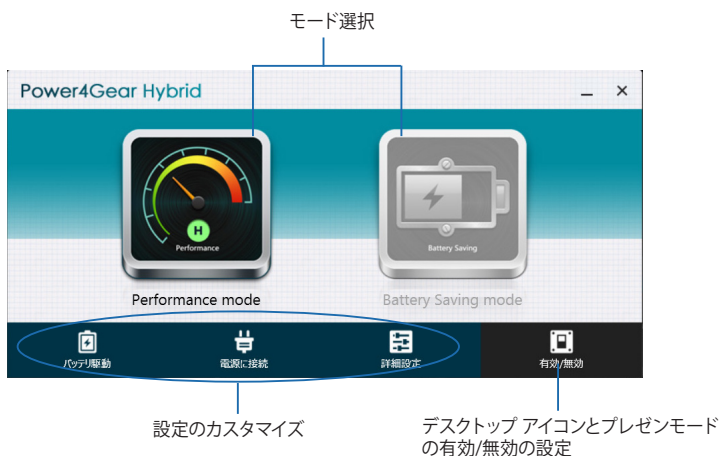 モード選択
Power4Gear Hybrid
H
Performance
Battery Saving
Performance mode
Battery Saving mode
バッテリ駆動
電源に接続
詳細設定
有効/無効
設定のカスタマイズ
デスクトップ アイコンとプレゼンモード
の有効/無効の設定